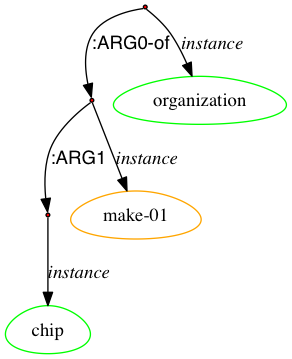 :ARG0-of instance
organization
:ARG1 instance
make-01
instance
chip